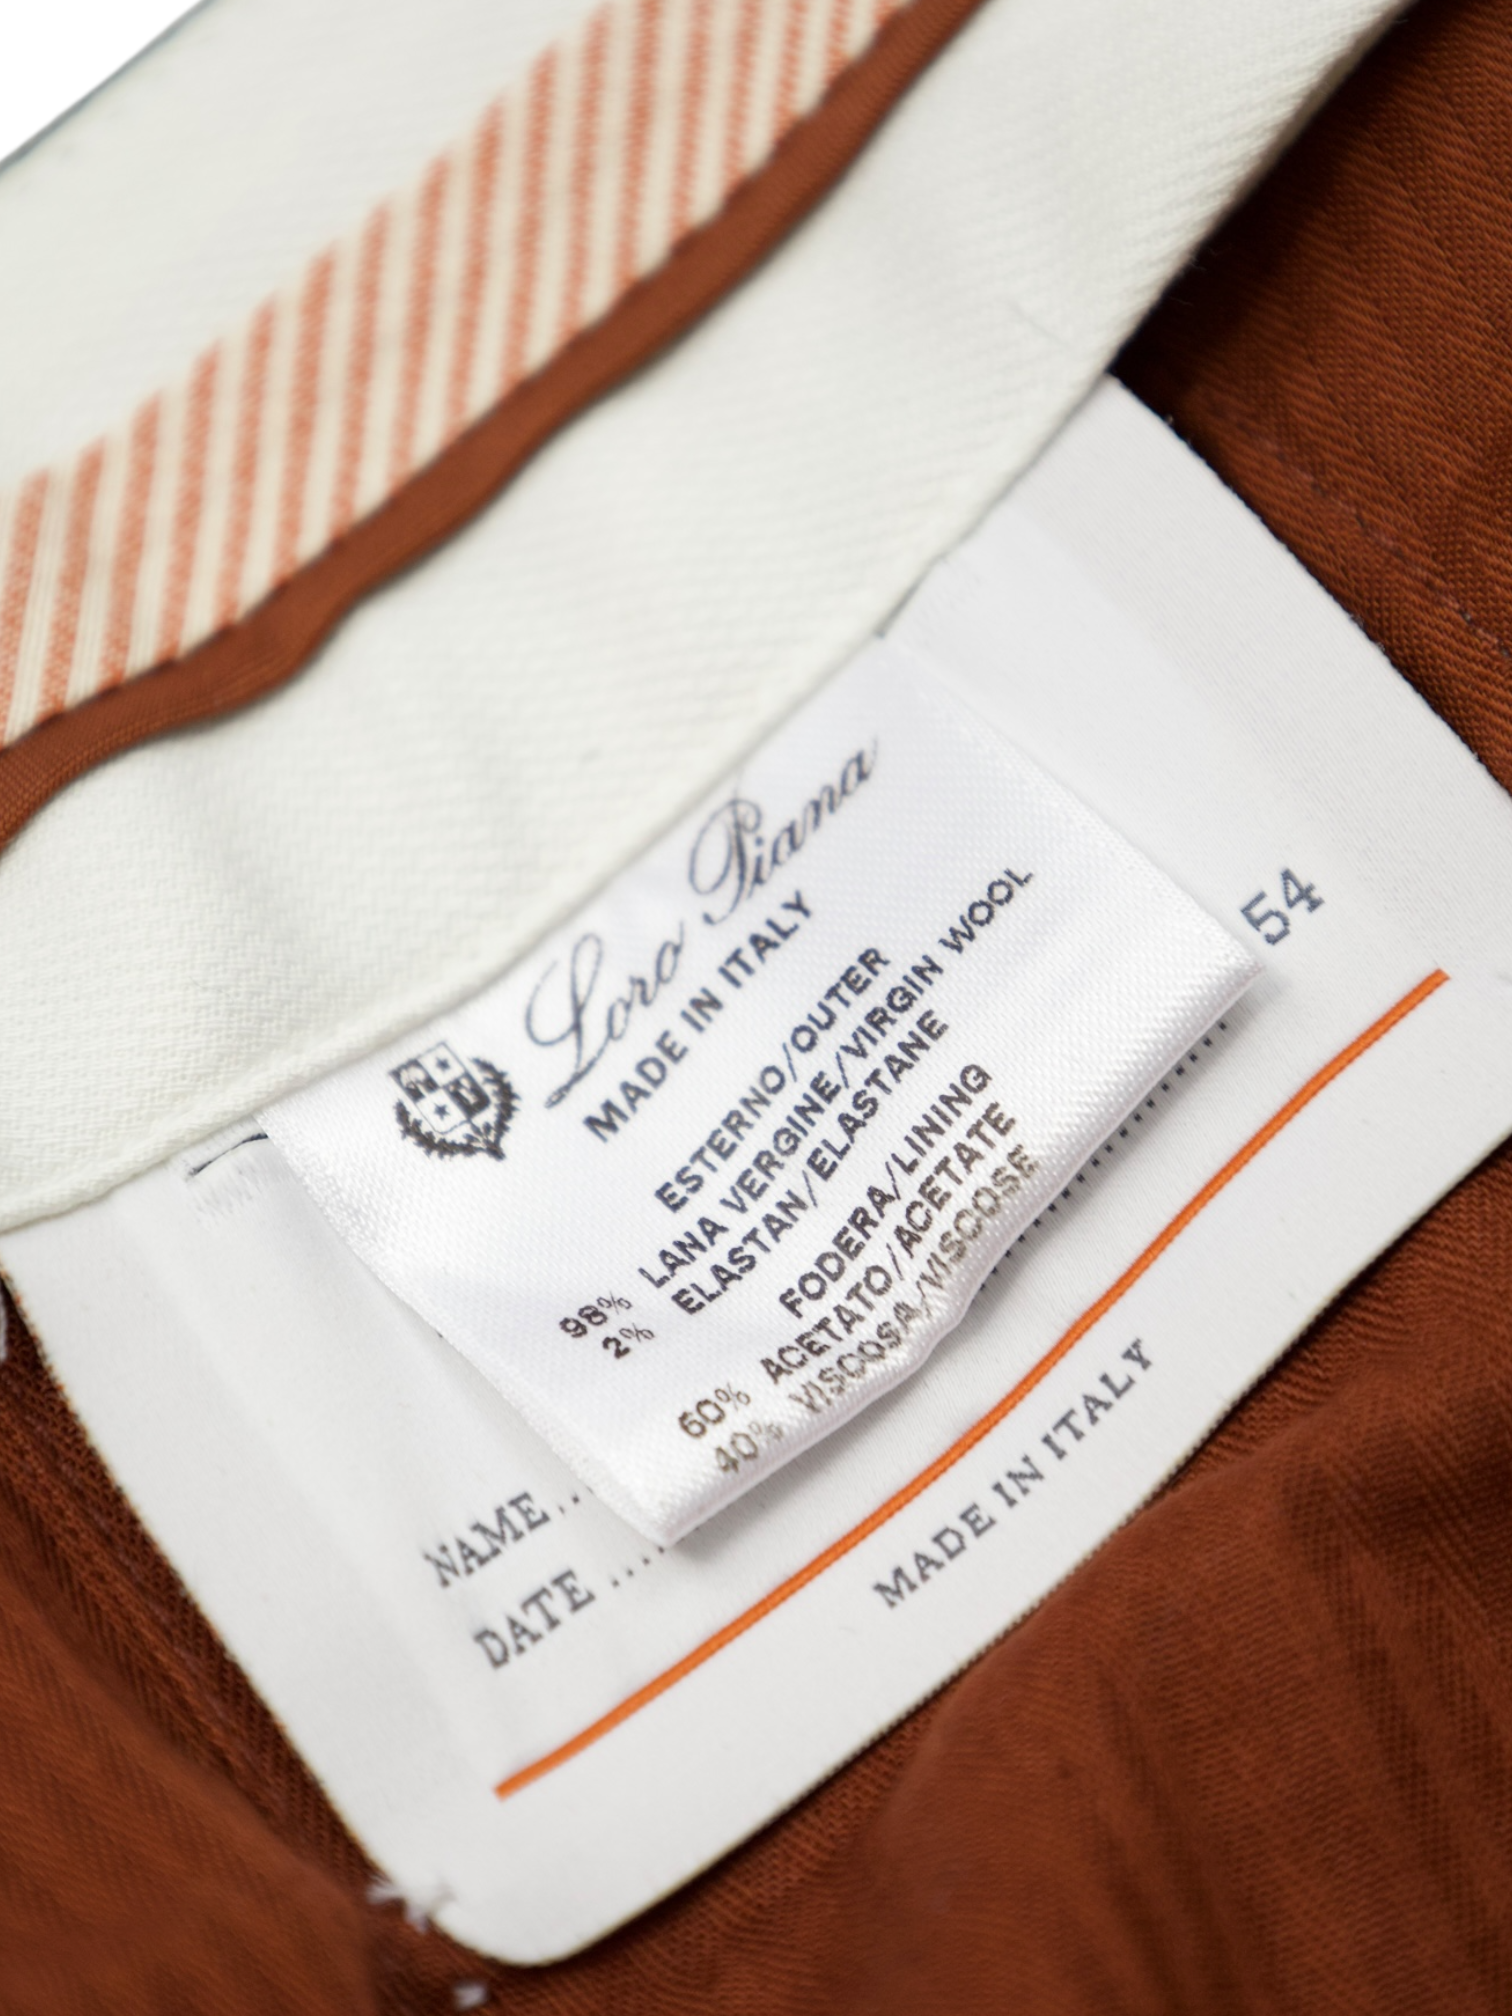 Loro Piana
MADE IN ITALY
ESTERNO/OUTER
98% LANA VERGINE/VIRGIN WOOL
2% ELASTAN/ELASTANE
FODERA/LINING
60% ACETATO/ACETATE
40% VISCOSA/VISCOSE
54
NAME...
DATE ....
MADE IN ITALY